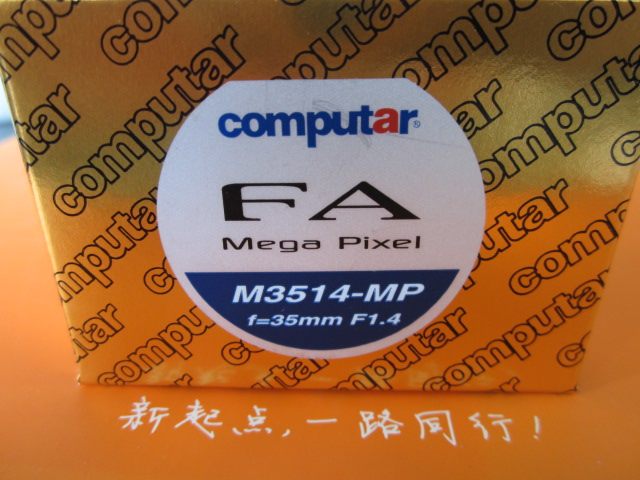 computar
FA
Mega Pixel
M3514-MP
f=35mm F1.4
新起点,一路同行!